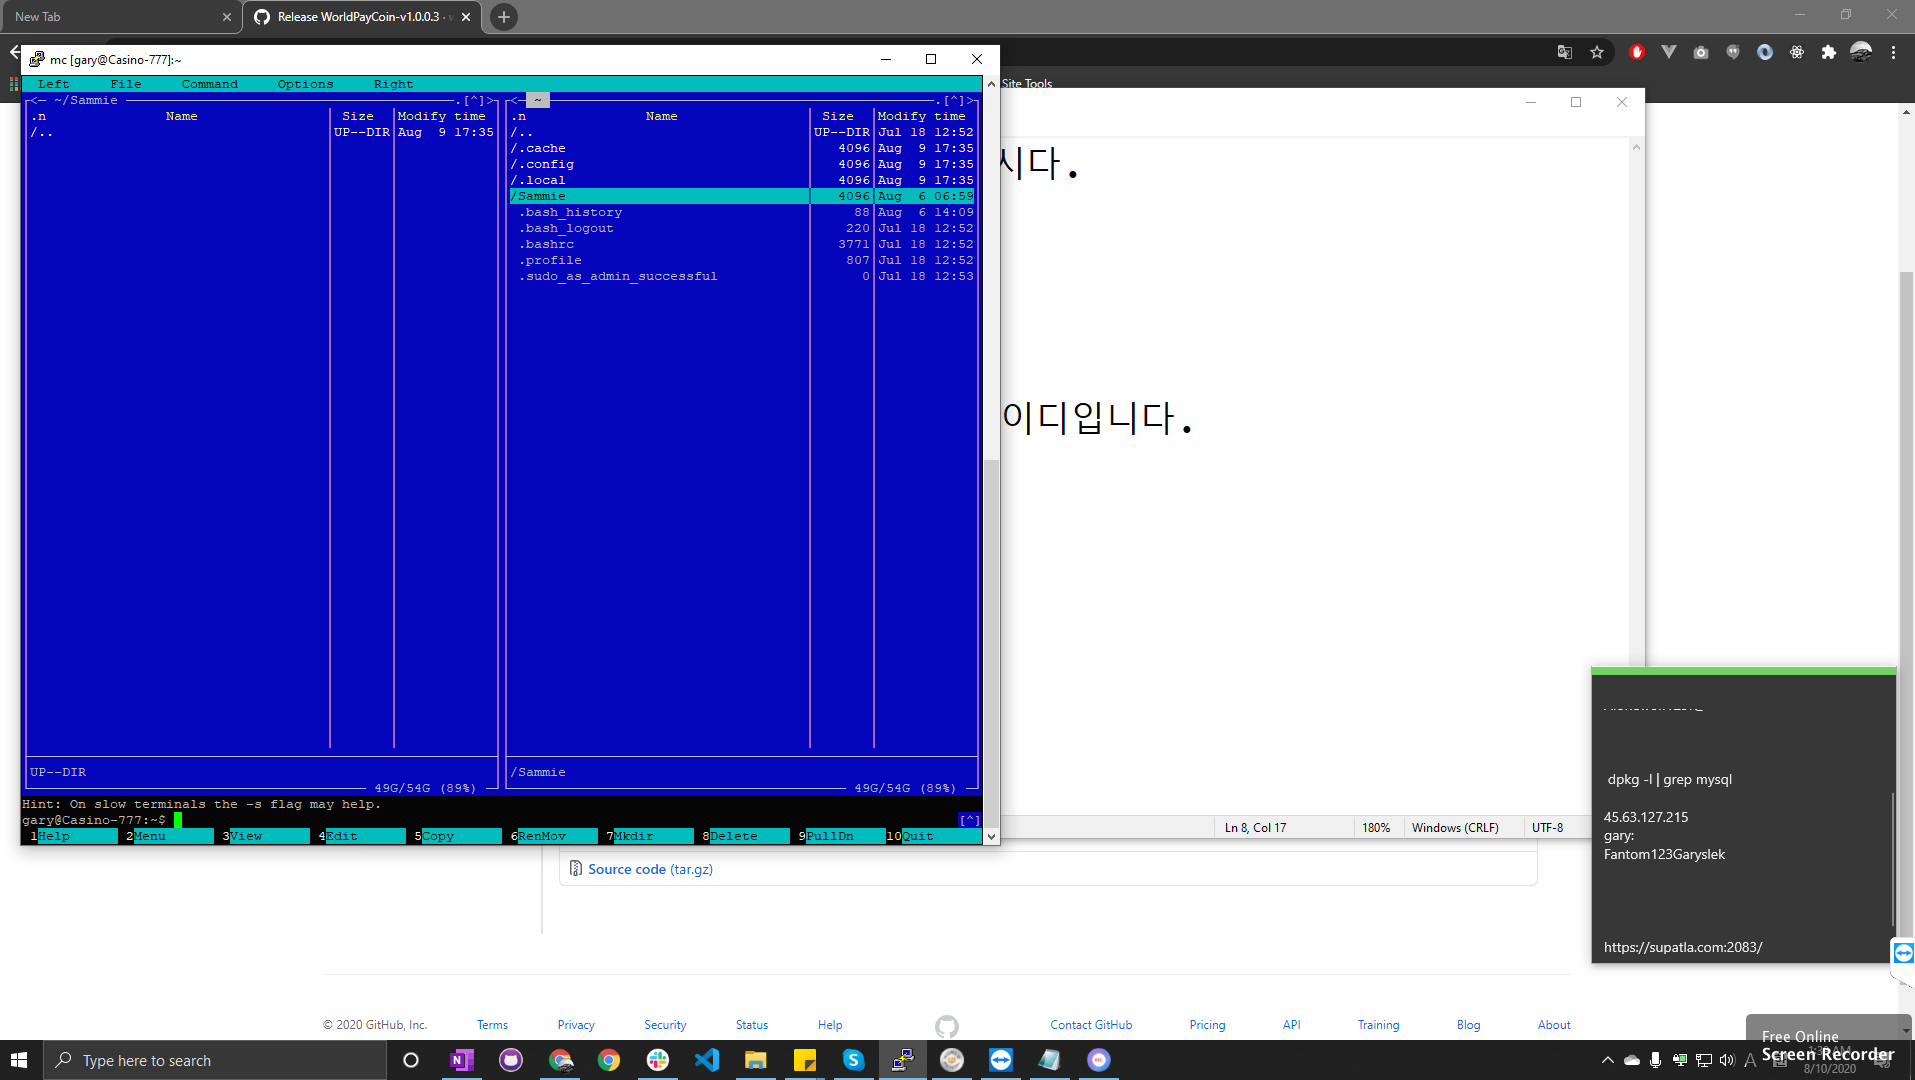 New Tab
Release WorldPayCoin-v1.0.0.3 ·
Site Tools
mc [gary@Casino-777]:~
Left File Command Options Right
<─ ~/Sammie .[^]> <─ ~ .[^]>
.n Name Size Modify time .n Name Size Modify time
/.. UP--DIR Aug 9 17:35 /.. UP--DIR Jul 18 12:52
/.cache 4096 Aug 9 17:35
/.config 4096 Aug 9 17:35
/.local 4096 Aug 9 17:35
/Sammie 4096 Aug 6 06:59
.bash_history 88 Aug 6 14:09
.bash_logout 220 Jul 18 12:52
.bashrc 3771 Jul 18 12:52
.profile 807 Jul 18 12:52
.sudo_as_admin_successful 0 Jul 18 12:53
UP--DIR /Sammie
49G/54G (89%) 49G/54G (89%)
Hint: On slow terminals the -s flag may help.
gary@Casino-777:~$ [^]
1Help 2Menu 3View 4Edit 5Copy 6RenMov 7Mkdir 8Delete 9PullDn 10Quit
시다.
이디입니다.
Ln 8, Col 17 180% Windows (CRLF) UTF-8
dpkg -l | grep mysql
45.63.127.215
gary:
Fantom123Garyslek
https://supatla.com:2083/
Source code (tar.gz)
© 2020 GitHub, Inc. Terms Privacy Security Status Help Contact GitHub Pricing API Training Blog About
Free Online
Screen Recorder
Type here to search
8/10/2020